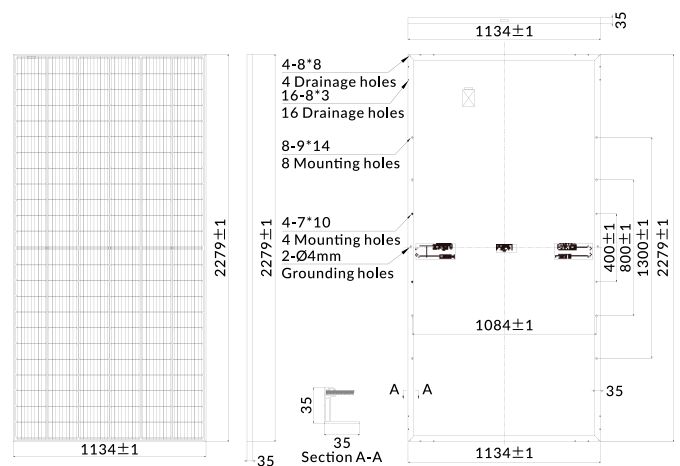 1134±1
35
4-8*8
4 Drainage holes
16-8*3
16 Drainage holes
8-9*14
8 Mounting holes
4-7*10
4 Mounting holes
2-Ø4mm
Grounding holes
2279±1
2279±1
400±1
800±1
1300±1
2279±1
1084±1
A
A
35
35
35
Section A-A
1134±1
35
1134±1